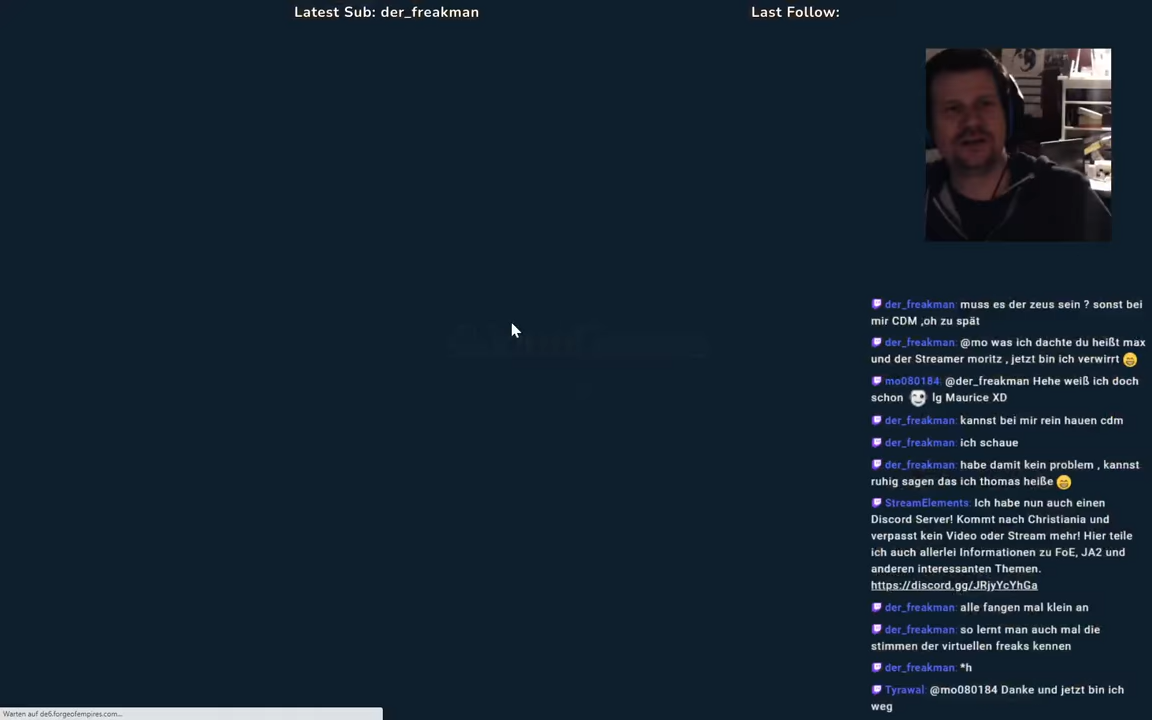 Latest Sub: der_freakman
Last Follow:
der_freakman: muss es der zeus sein ? sonst bei
mir CDM ,oh zu spät
der_freakman: @mo was ich dachte du heißt max
und der Streamer moritz , jetzt bin ich verwirrt
mo080184: @der_freakman Hehe weiß ich doch
schon lg Maurice XD
der_freakman: kannst bei mir rein hauen cdm
der_freakman: ich schaue
der_freakman: habe damit kein problem , kannst
ruhig sagen das ich thomas heiße
StreamElements: Ich habe nun auch einen
Discord Server! Kommt nach Christiania und
verpasst kein Video oder Stream mehr! Hier teile
ich auch allerlei Informationen zu FoE, JA2 und
anderen interessanten Themen.
https://discord.gg/JRjyYcYhGa
der_freakman: alle fangen mal klein an
der_freakman: so lernt man auch mal die
stimmen der virtuellen freaks kennen
der_freakman: *h
Tyrawal: @mo080184 Danke und jetzt bin ich
weg
Warten auf de6.forgeofempires.com...